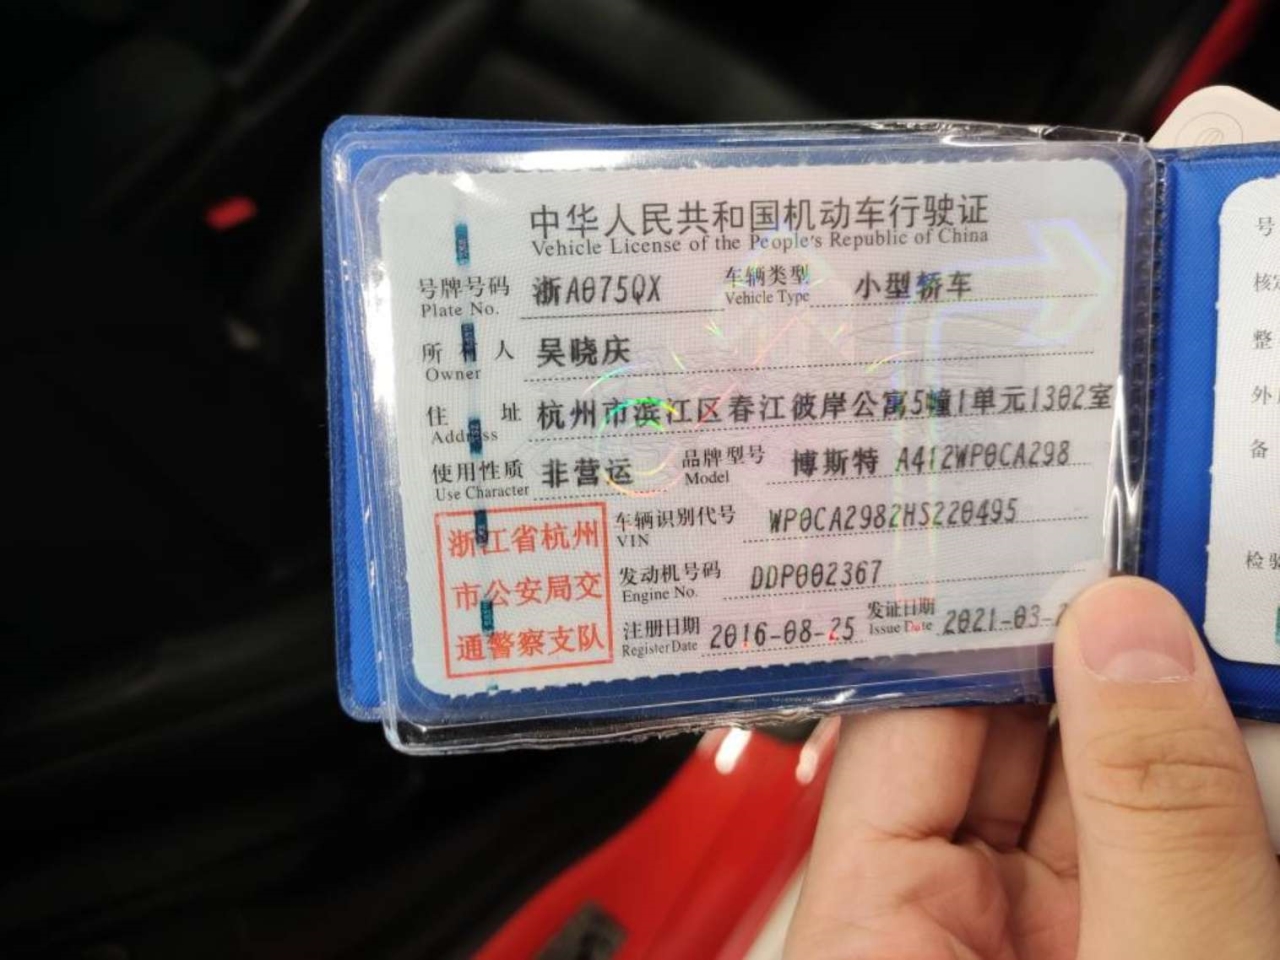 中华人民共和国机动车行驶证
Vehicle License of the People's Republic of China
号牌号码 浙A075QX 车辆类型 小型轿车
Plate No. Vehicle Type
所 人 吴晓庆
Owner
住 址 杭州市滨江区春江彼岸公寓5幢1单元1302室
Address
使用性质 非营运 品牌型号 博斯特 A412WP0CA298
Use Character Model
车辆识别代号 WP0CA2982HS220495
VIN
发动机号码 DDP002367
Engine No.
注册日期 2016-08-25 发证日期 2021-03-
Register Date Issue Date
浙江省杭州
市公安局交
通警察支队
号
核
整
外
备
检验